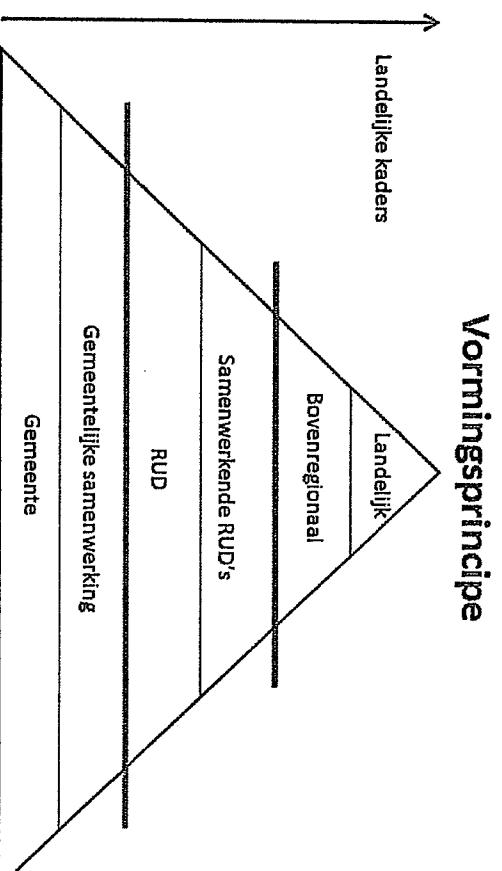 Vormingsprincipe
Landelijke kaders
Landelijk
Bovenregionaal
Samenwerkende RUD's
RUD
Gemeentelijke samenwerking
Gemeente